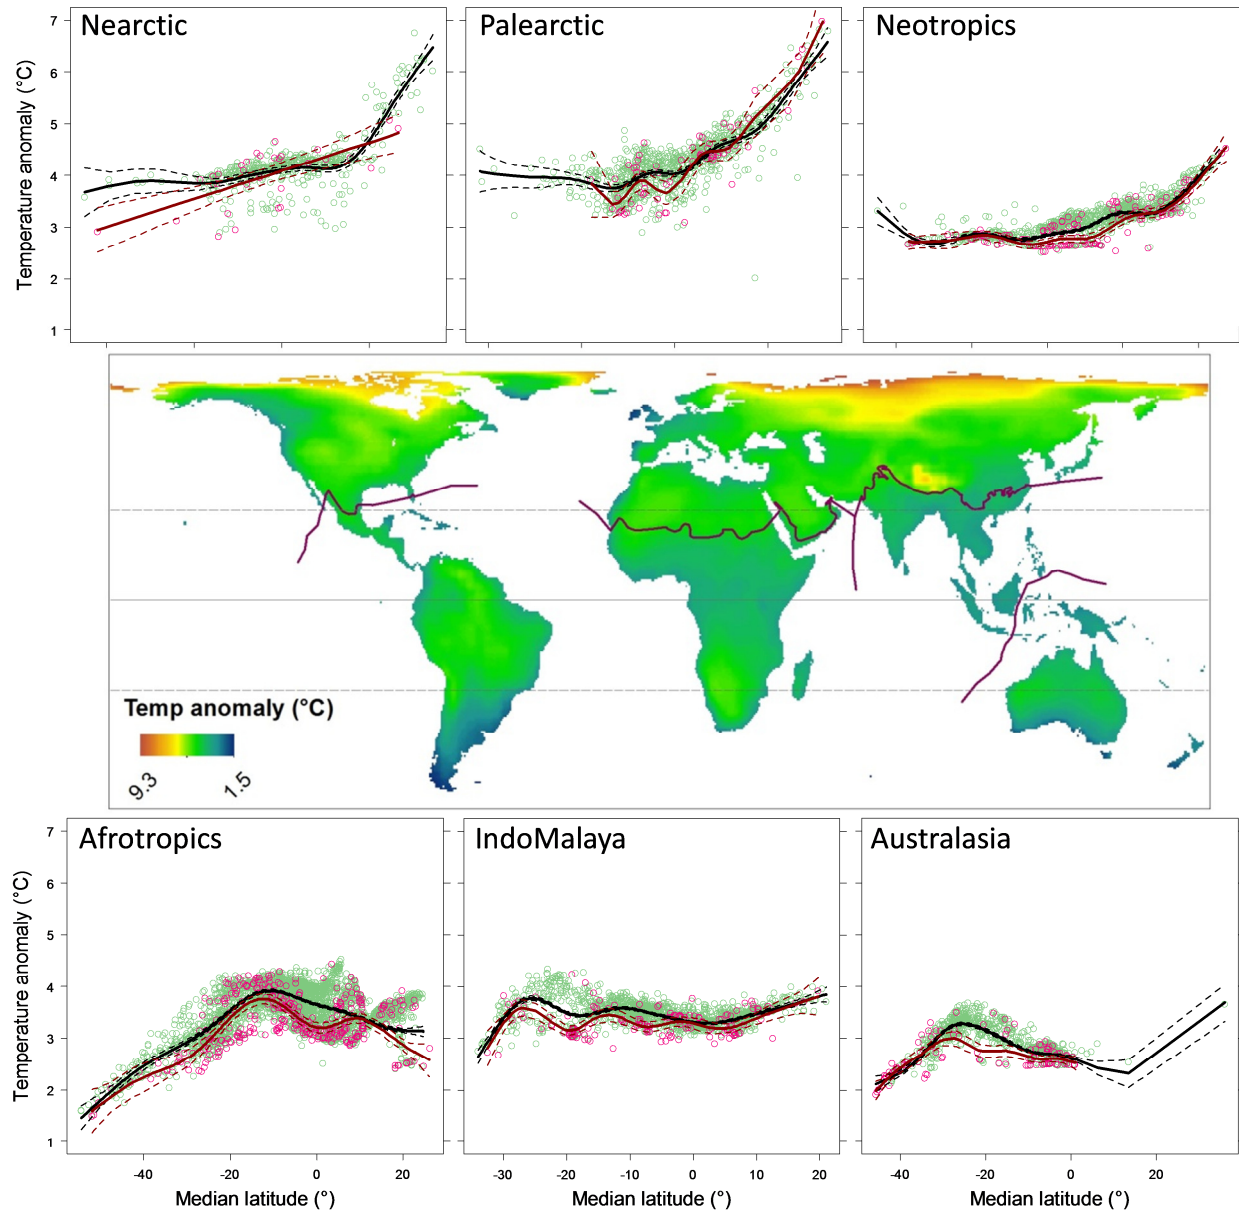 Nearctic
Palearctic
Neotropics
7
6
5
4
3
2
1
Temperature anomaly (°C)
Temp anomaly (°C)
9.3
1.5
Afrotropics
IndoMalaya
Australasia
7
6
5
4
3
2
1
Temperature anomaly (°C)
-40 -20 0 20
-30 -20 -10 0 10 20
-40 -20 0 20
Median latitude (°)
Median latitude (°)
Median latitude (°)